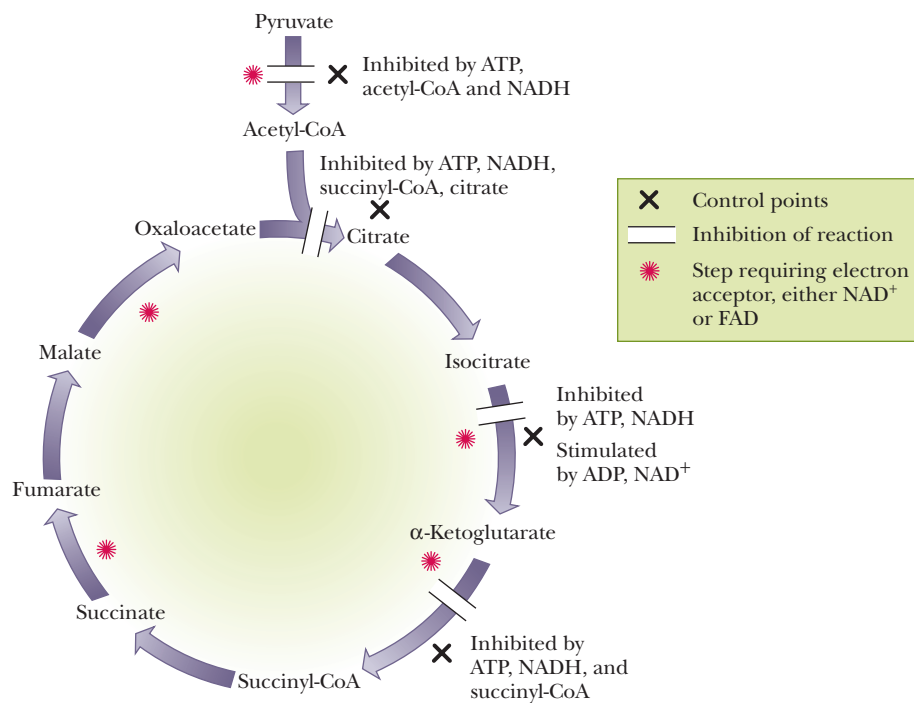 Pyruvate
Inhibited by ATP,
acetyl-CoA and NADH
Acetyl-CoA
Inhibited by ATP, NADH,
succinyl-CoA, citrate
Oxaloacetate
Citrate
Control points
Inhibition of reaction
Step requiring electron
acceptor, either NAD⁺
or FAD
Malate
Isocitrate
Inhibited
by ATP, NADH
Stimulated
by ADP, NAD⁺
Fumarate
α-Ketoglutarate
Succinate
Inhibited by
ATP, NADH, and
succinyl-CoA
Succinyl-CoA